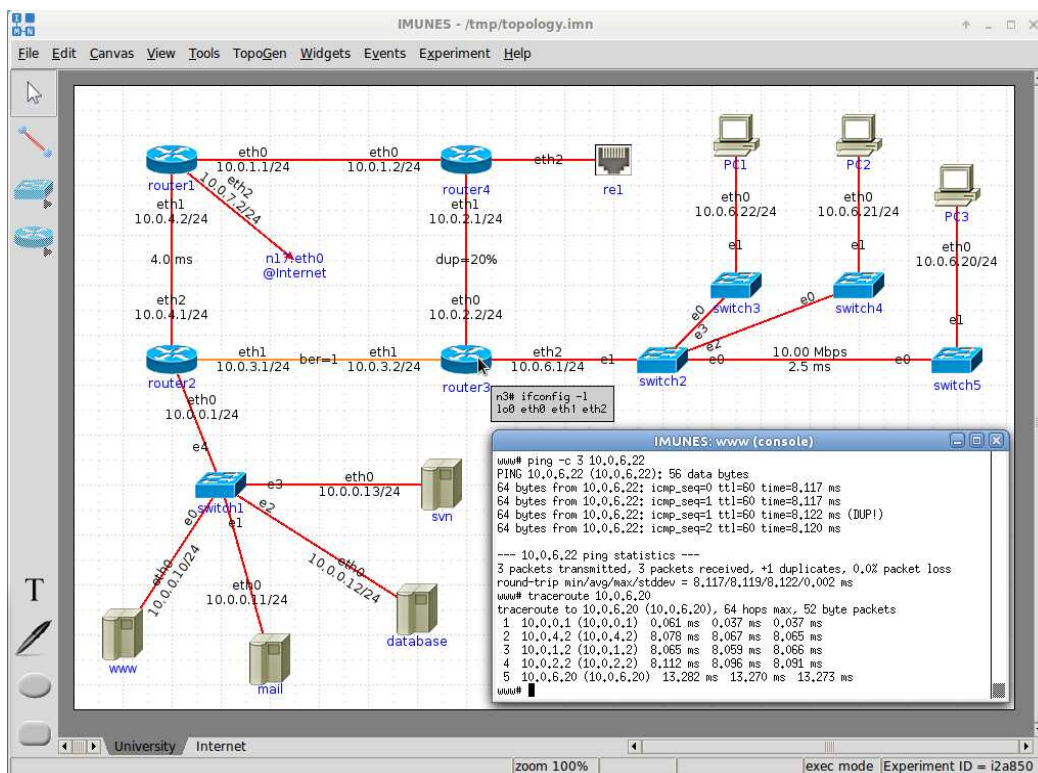 IMUNES - /tmp/topology.imn
File Edit Canvas View Tools TopoGen Widgets Events Experiment Help
eth0
10.0.1.1/24
eth0
10.0.1.2/24
eth2
router1
router4
re1
PC1
PC2
PC3
eth2
10.0.7.2/24
eth1
10.0.4.2/24
eth1
10.0.2.1/24
eth0
10.0.6.22/24
eth0
10.0.6.21/24
eth0
10.0.6.20/24
4.0 ms
n17:eth0
@Internet
dup=20%
e1
e1
switch3
switch4
eth2
10.0.4.1/24
eth0
10.0.2.2/24
e0
e3
e0
e2
e1
eth1
10.0.3.1/24
ber=1
eth1
10.0.3.2/24
eth2
10.0.6.1/24
e1
e0
10.00 Mbps
2.5 ms
e0
router2
router3
switch2
switch5
n3# ifconfig -l
lo0 eth0 eth1 eth2
eth0
10.0.0.1/24
e4
switch1
e3
eth0
10.0.0.13/24
svn
e0
e1
e2
eth0
10.0.0.10/24
eth0
10.0.0.11/24
eth0
10.0.0.12/24
www
mail
database
IMUNES: www (console)
www# ping -c 3 10.0.6.22
PING 10.0.6.22 (10.0.6.22): 56 data bytes
64 bytes from 10.0.6.22: icmp_seq=0 ttl=60 time=8.117 ms
64 bytes from 10.0.6.22: icmp_seq=1 ttl=60 time=8.117 ms
64 bytes from 10.0.6.22: icmp_seq=1 ttl=60 time=8.122 ms (DUP!)
64 bytes from 10.0.6.22: icmp_seq=2 ttl=60 time=8.120 ms
--- 10.0.6.22 ping statistics ---
3 packets transmitted, 3 packets received, +1 duplicates, 0.0% packet loss
round-trip min/avg/max/stddev = 8.117/8.119/8.122/0.002 ms
www# traceroute 10.0.6.20
traceroute to 10.0.6.20 (10.0.6.20), 64 hops max, 52 byte packets
1 10.0.0.1 (10.0.0.1) 0.061 ms 0.037 ms 0.037 ms
2 10.0.4.2 (10.0.4.2) 8.078 ms 8.067 ms 8.065 ms
3 10.0.1.2 (10.0.1.2) 8.065 ms 8.059 ms 8.066 ms
4 10.0.2.2 (10.0.2.2) 8.112 ms 8.096 ms 8.091 ms
5 10.0.6.20 (10.0.6.20) 13.282 ms 13.270 ms 13.273 ms
www#
T
University Internet
zoom 100%
exec mode
Experiment ID = i2a850